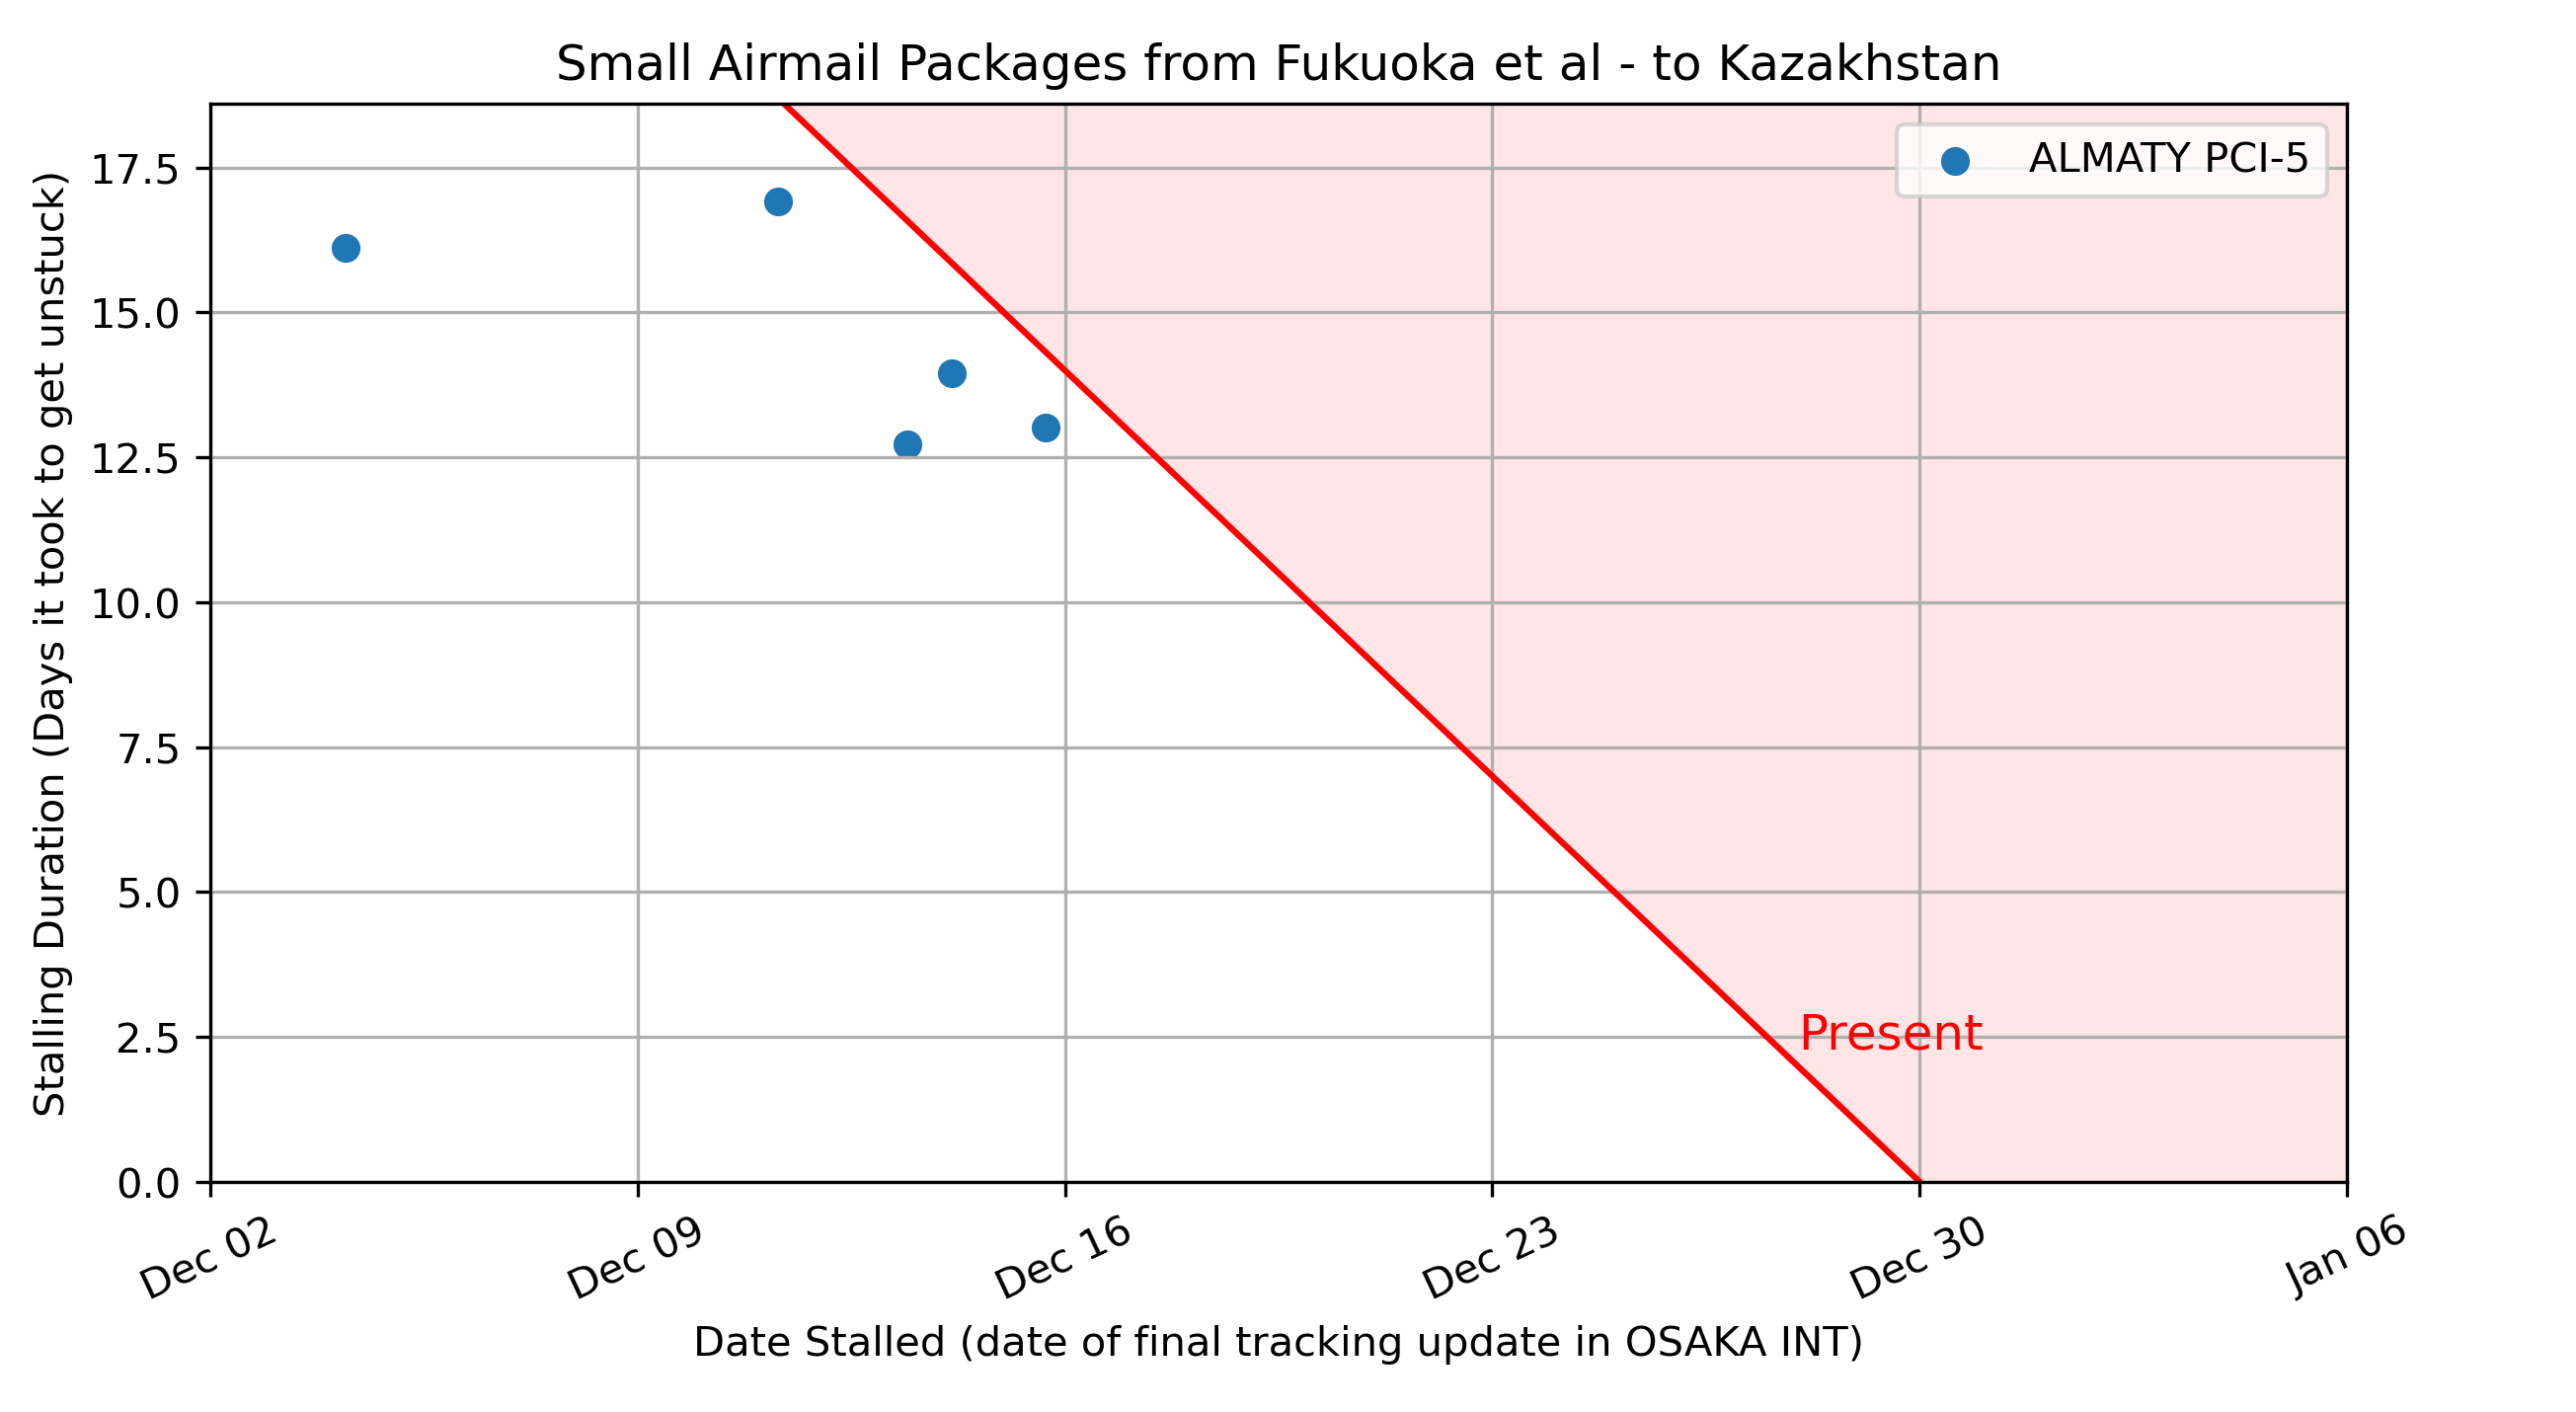 Small Airmail Packages from Fukuoka et al - to Kazakhstan
ALMATY PCI-5
Stalling Duration (Days it took to get unstuck)
17.5
15.0
12.5
10.0
7.5
5.0
2.5
0.0
Present
Dec 02
Dec 09
Dec 16
Dec 23
Dec 30
Jan 06
Date Stalled (date of final tracking update in OSAKA INT)